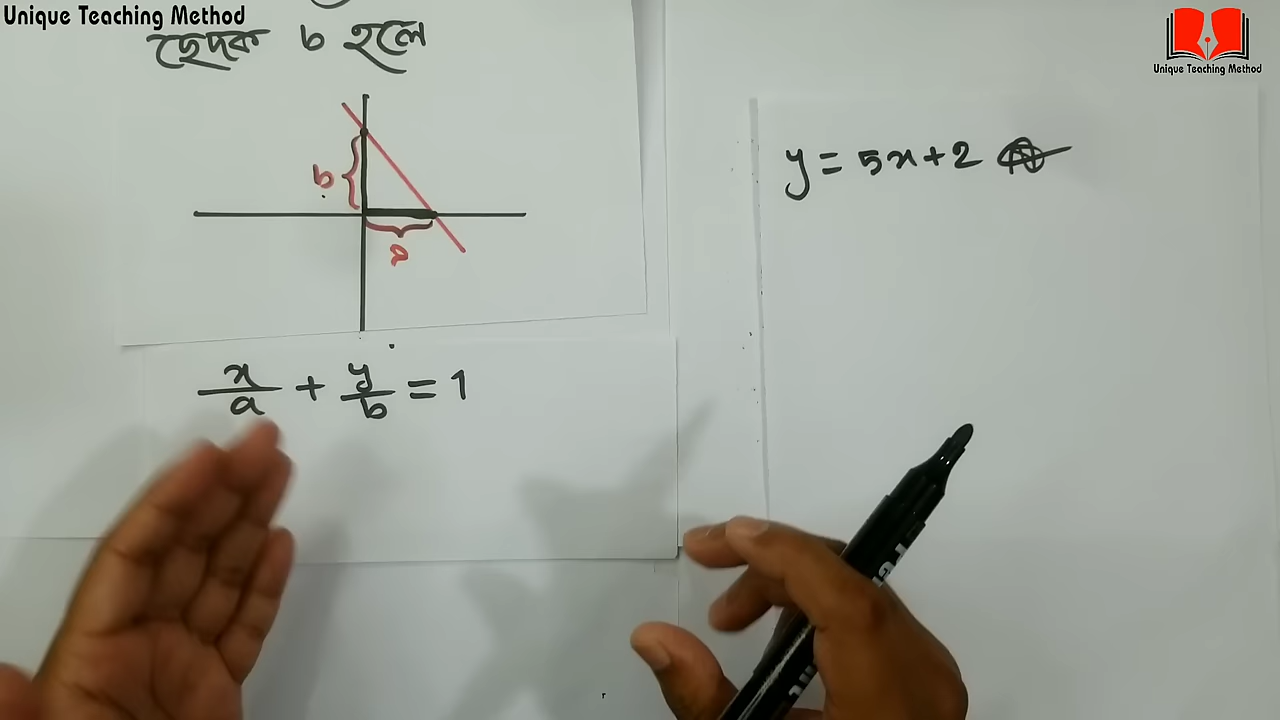 Unique Teaching Method
ছেদক b হলে
b
a
x/a + y/b = 1
y = 5x+2
Unique Teaching Method